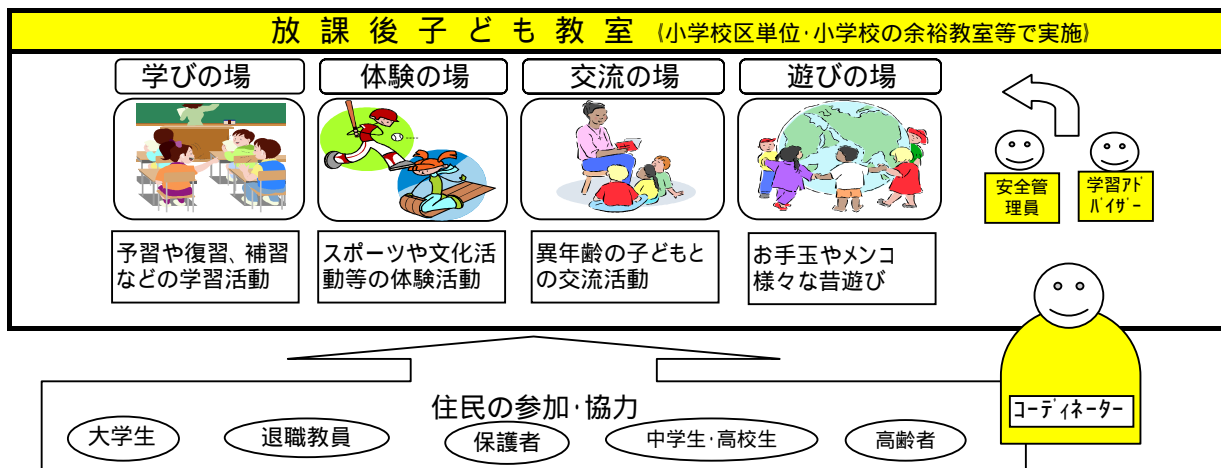 放課後子ども教室 (小学校区単位･小学校の余裕教室等で実施)
学びの場
体験の場
交流の場
遊びの場
予習や復習、補習
などの学習活動
スポーツや文化活
動等の体験活動
異年齢の子どもと
の交流活動
お手玉やメンコ
様々な昔遊び
安全管
理員
学習ｱﾄﾞ
ﾊﾞｲｻﾞｰ
ｺｰﾃﾞｨﾈｰﾀｰ
住民の参加･協力
大学生
退職教員
保護者
中学生･高校生
高齢者